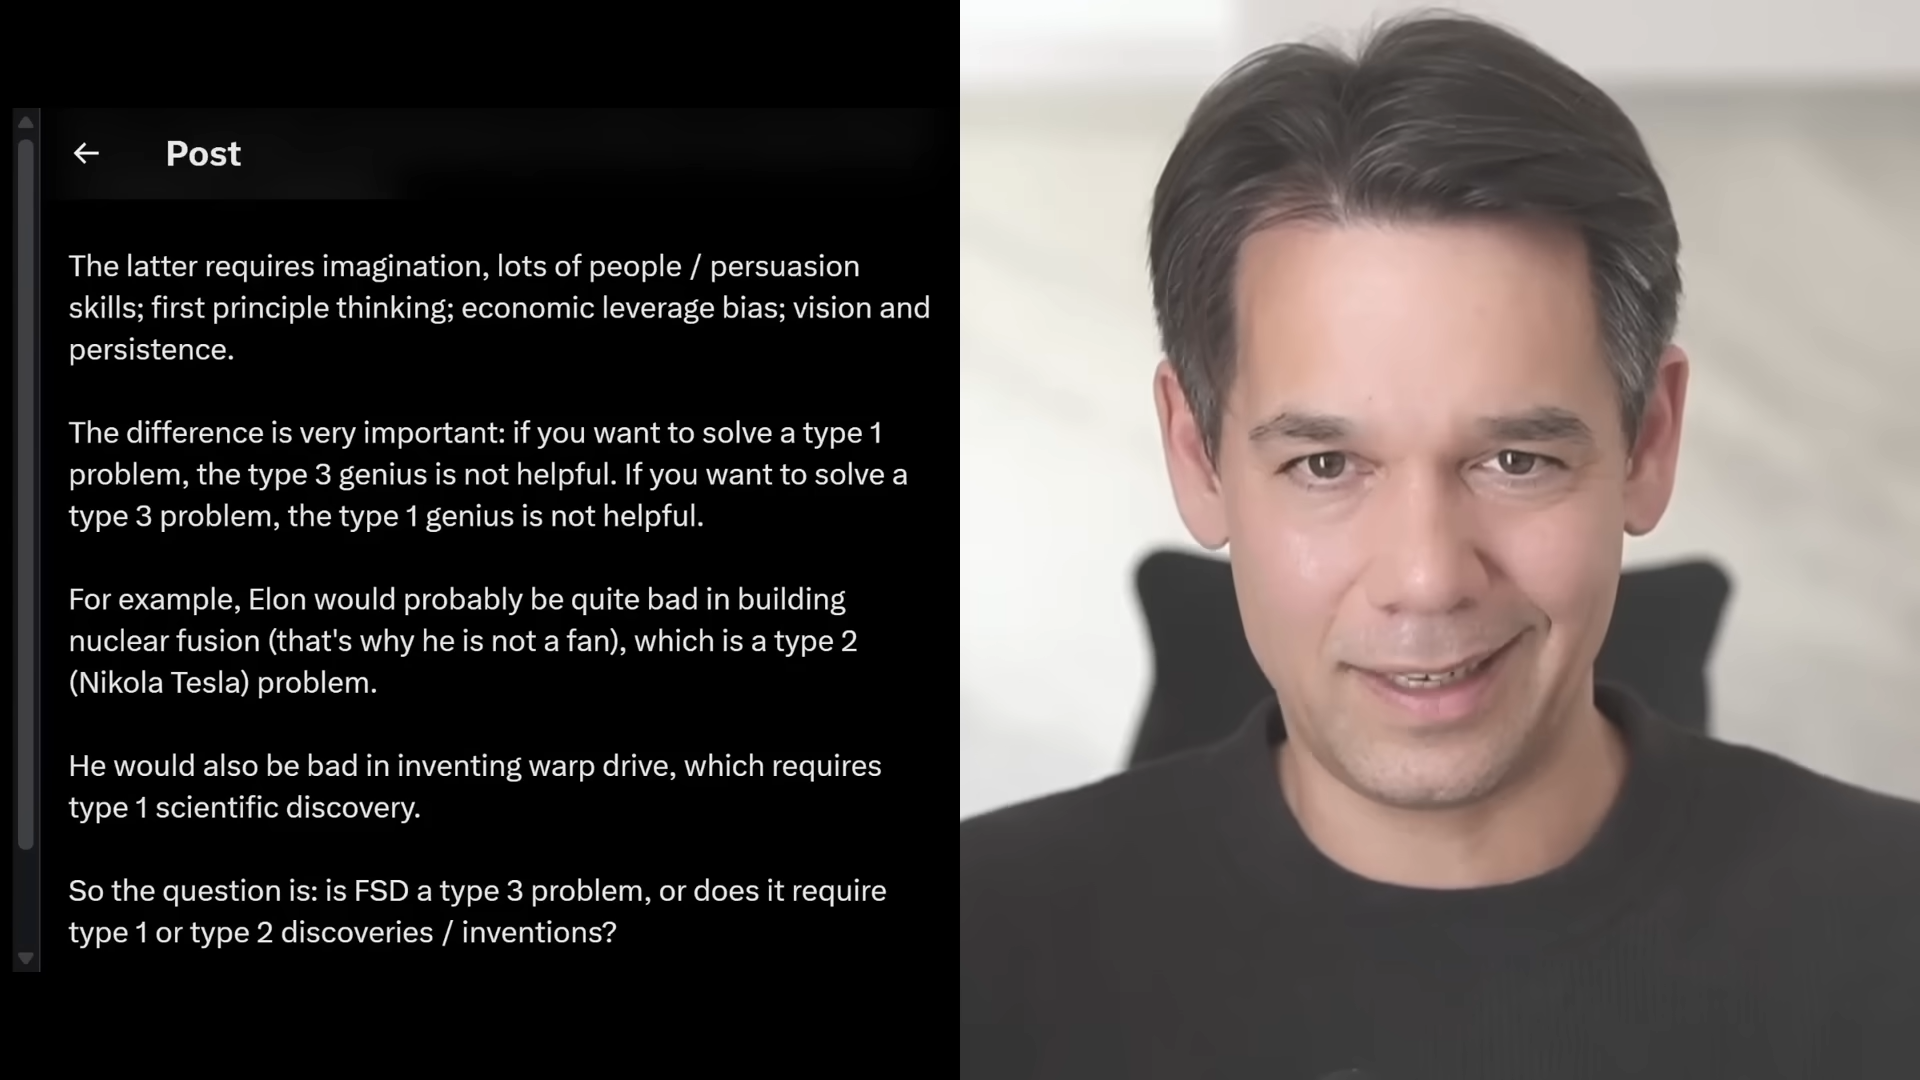 Post
The latter requires imagination, lots of people / persuasion
skills; first principle thinking; economic leverage bias; vision and
persistence.
The difference is very important: if you want to solve a type 1
problem, the type 3 genius is not helpful. If you want to solve a
type 3 problem, the type 1 genius is not helpful.
For example, Elon would probably be quite bad in building
nuclear fusion (that's why he is not a fan), which is a type 2
(Nikola Tesla) problem.
He would also be bad in inventing warp drive, which requires
type 1 scientific discovery.
So the question is: is FSD a type 3 problem, or does it require
type 1 or type 2 discoveries / inventions?